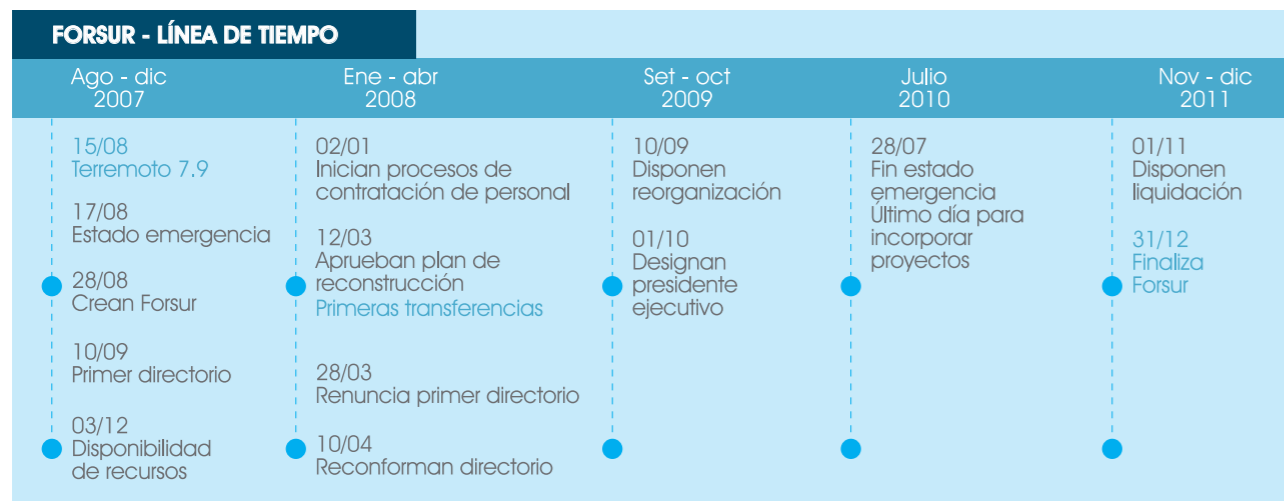 FORSUR - LÍNEA DE TIEMPO
Ago - dic
2007
Ene - abr
2008
Set - oct
2009
Julio
2010
Nov - dic
2011
15/08
Terremoto 7.9
17/08
Estado emergencia
28/08
Crean Forsur
10/09
Primer directorio
03/12
Disponibilidad
de recursos
02/01
Inician procesos de
contratación de personal
12/03
Aprueban plan de
reconstrucción
Primeras transferencias
28/03
Renuncia primer directorio
10/04
Reconforman directorio
10/09
Disponen
reorganización
01/10
Designan
presidente
ejecutivo
28/07
Fin estado
emergencia
Último día para
incorporar
proyectos
01/11
Disponen
liquidación
31/12
Finaliza
Forsur